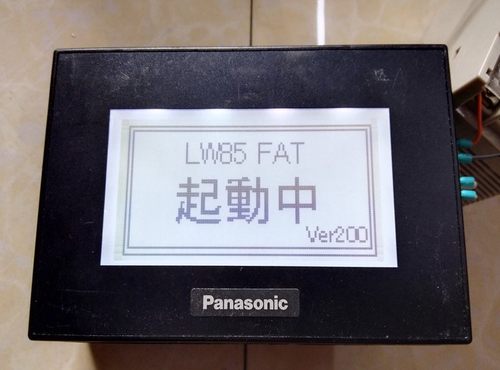 LW85 FAT
起動中
Ver200
Panasonic